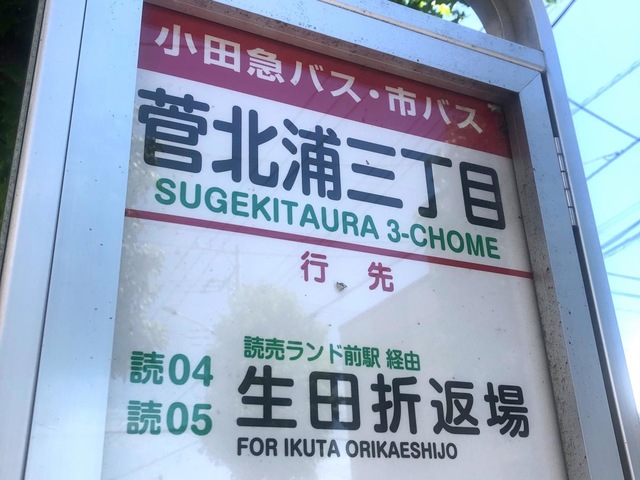 小田急バス・市バス
菅北浦三丁目
SUGEKITAURA 3-CHOME
行先
読売ランド前駅 経由
読04
読05
生田折返場
FOR IKUTA ORIKAESHIJO